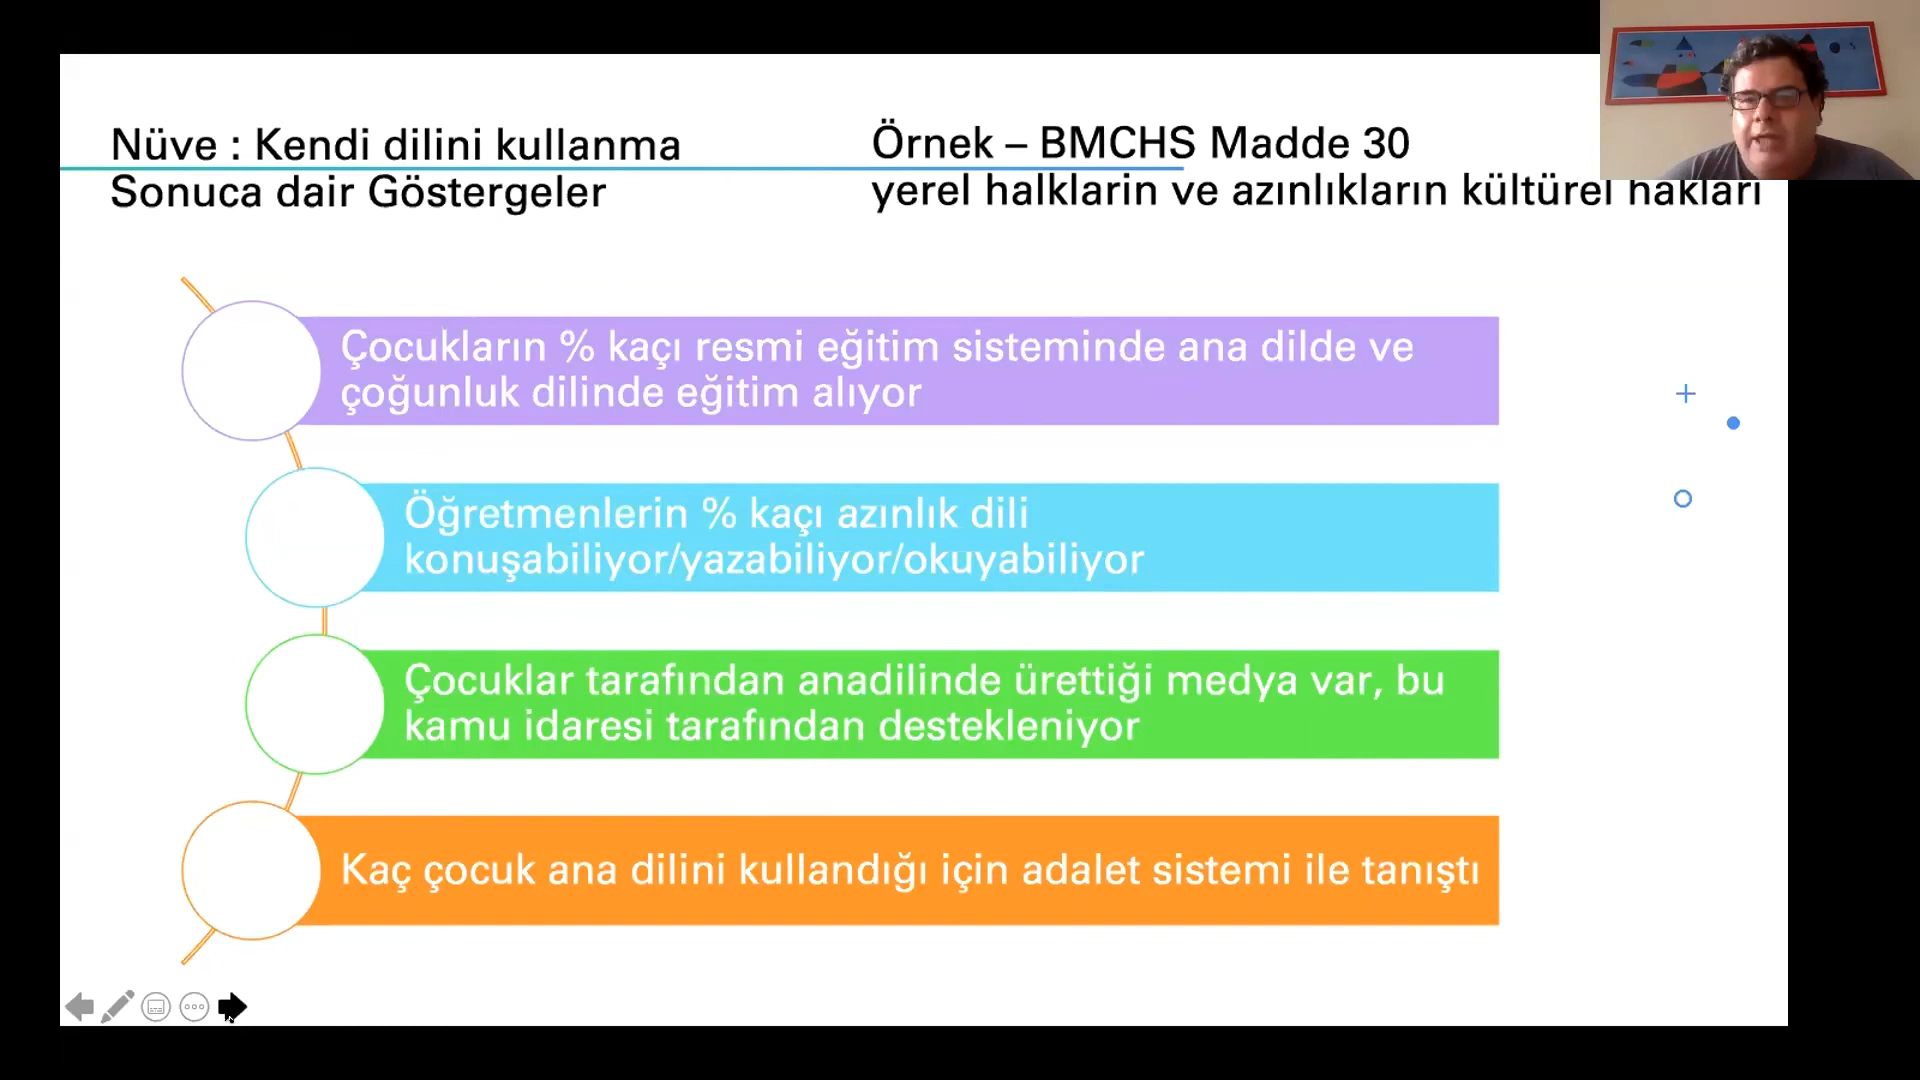 Nüve : Kendi dilini kullanma
Sonuca dair Göstergeler
Örnek – BMCHS Madde 30
yerel halklarin ve azınlıkların kültürel hakları
Çocukların % kaçı resmi eğitim sisteminde ana dilde ve
çoğunluk dilinde eğitim alıyor
Öğretmenlerin % kaçı azınlık dili
konuşabiliyor/yazabiliyor/okuyabiliyor
Çocuklar tarafından anadilinde ürettiği medya var, bu
kamu idaresi tarafından destekleniyor
Kaç çocuk ana dilini kullandığı için adalet sistemi ile tanıştı